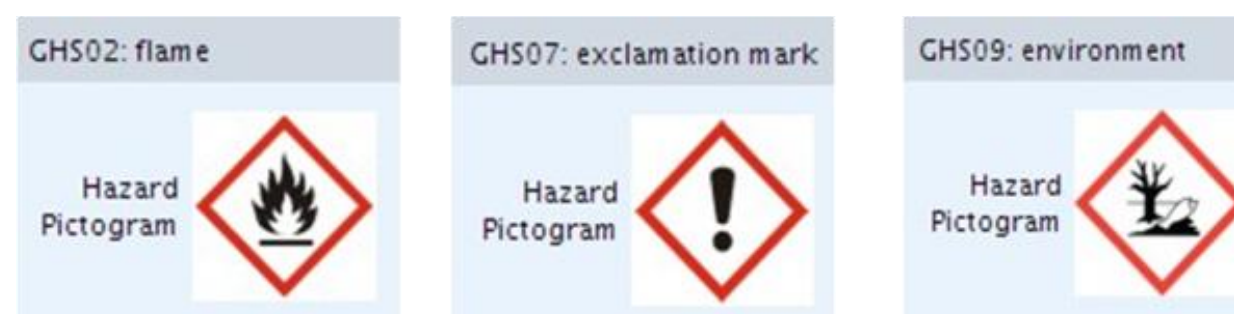 GHS02: flame
Hazard
Pictogram
GHS07: exclamation mark
Hazard
Pictogram
GHS09: environment
Hazard
Pictogram